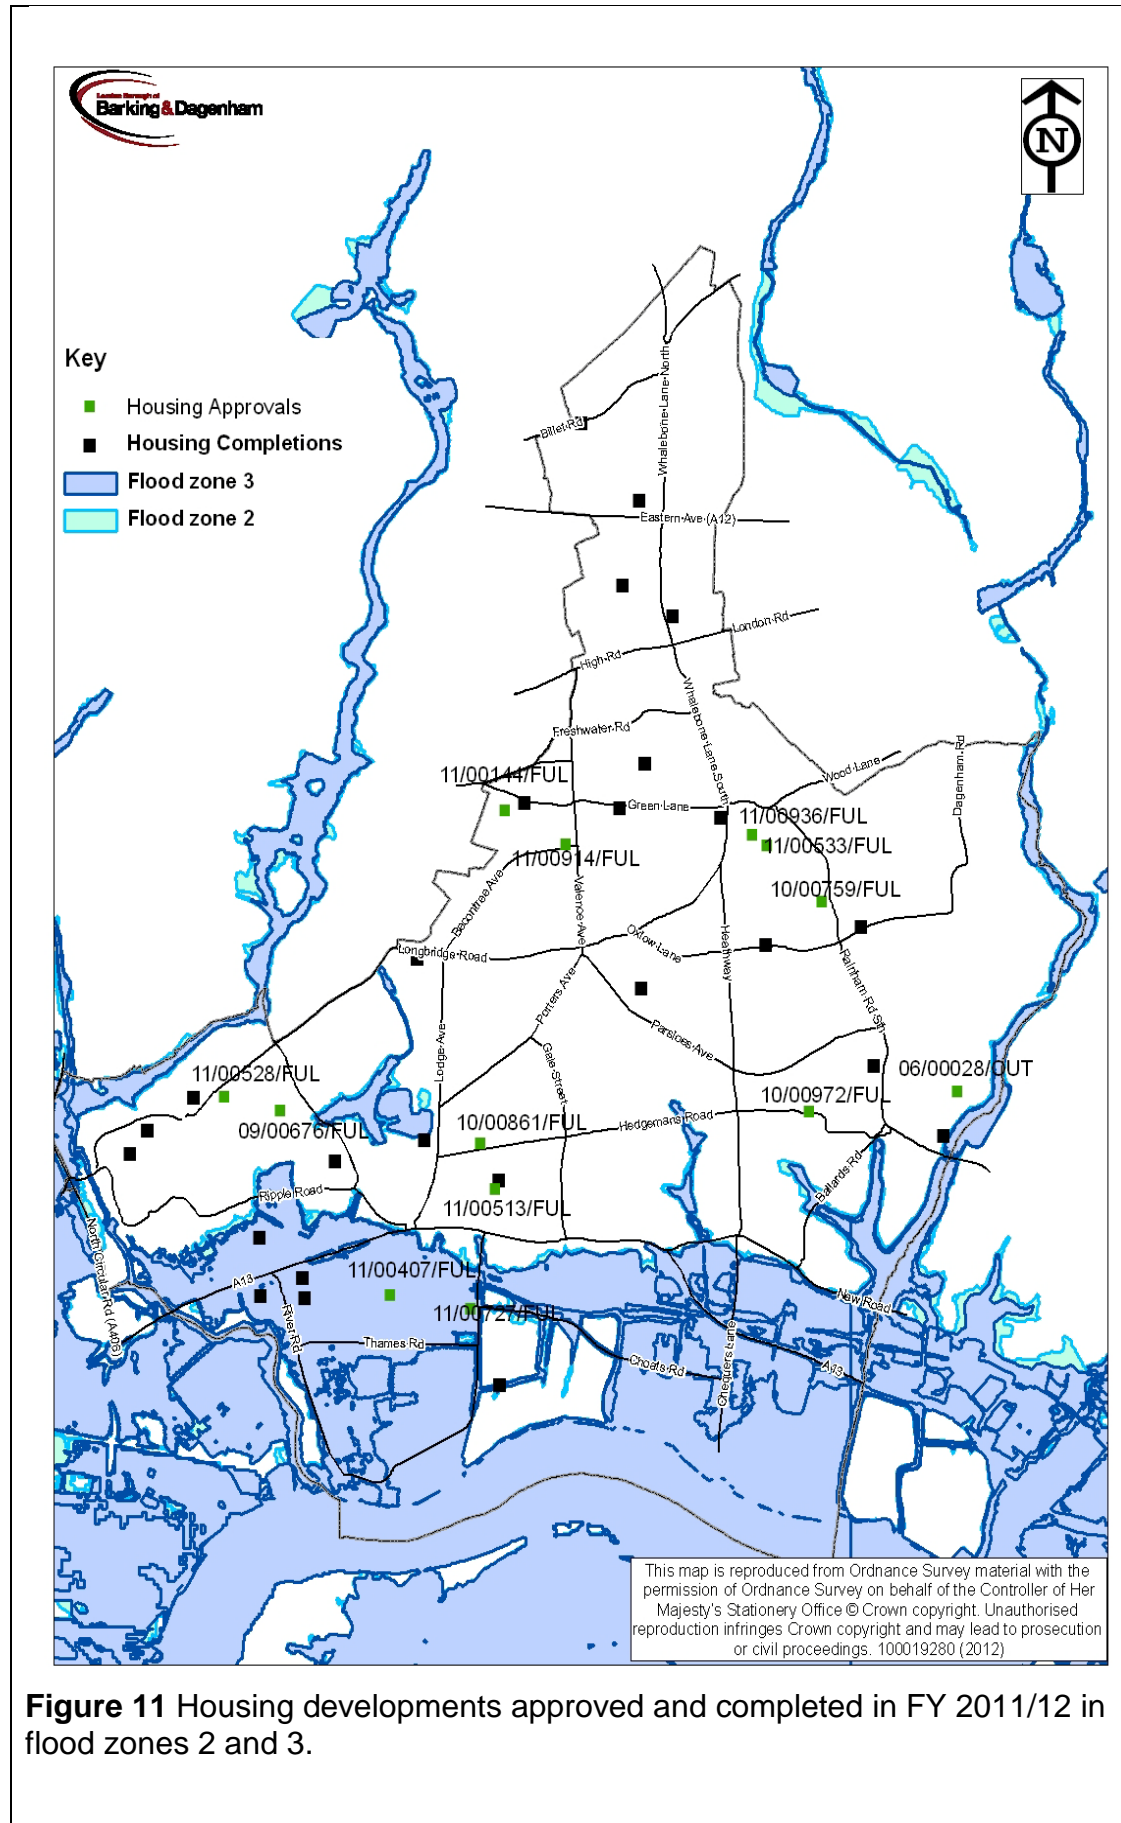 London Borough of
Barking&Dagenham
N
Key
Housing Approvals
Housing Completions
Flood zone 3
Flood zone 2
Billet Rd
Whalebone Lane North
Eastern Ave (A12)
London Rd
High Rd
Whalebone Lane South
Freshwater Rd
Wood Lane
Dagenham Rd
11/00144/FUL
Green Lane
11/00936/FUL
11/00533/FUL
11/00914/FUL
Becontree Ave
Valence Ave
10/00759/FUL
Longbridge Road
Oxlow Lane
Heathway
Rainham Rd Sth
Porters Ave
Parsloes Ave
Lodge Ave
Gale Street
11/00528/FUL
06/00028/OUT
10/00972/FUL
09/00676/FUL
10/00861/FUL
Hedgemans Road
Ballards Rd
Ripple Road
11/00513/FUL
North Circular Rd (A406)
A13
11/00407/FUL
River Rd
11/00727/FUL
New Road
Thames Rd
Choats Rd
Chequers Lane
A13
This map is reproduced from Ordnance Survey material with the
permission of Ordnance Survey on behalf of the Controller of Her
Majesty's Stationery Office © Crown copyright. Unauthorised
reproduction infringes Crown copyright and may lead to prosecution
or civil proceedings. 100019280 (2012)
Figure 11 Housing developments approved and completed in FY 2011/12 in
flood zones 2 and 3.